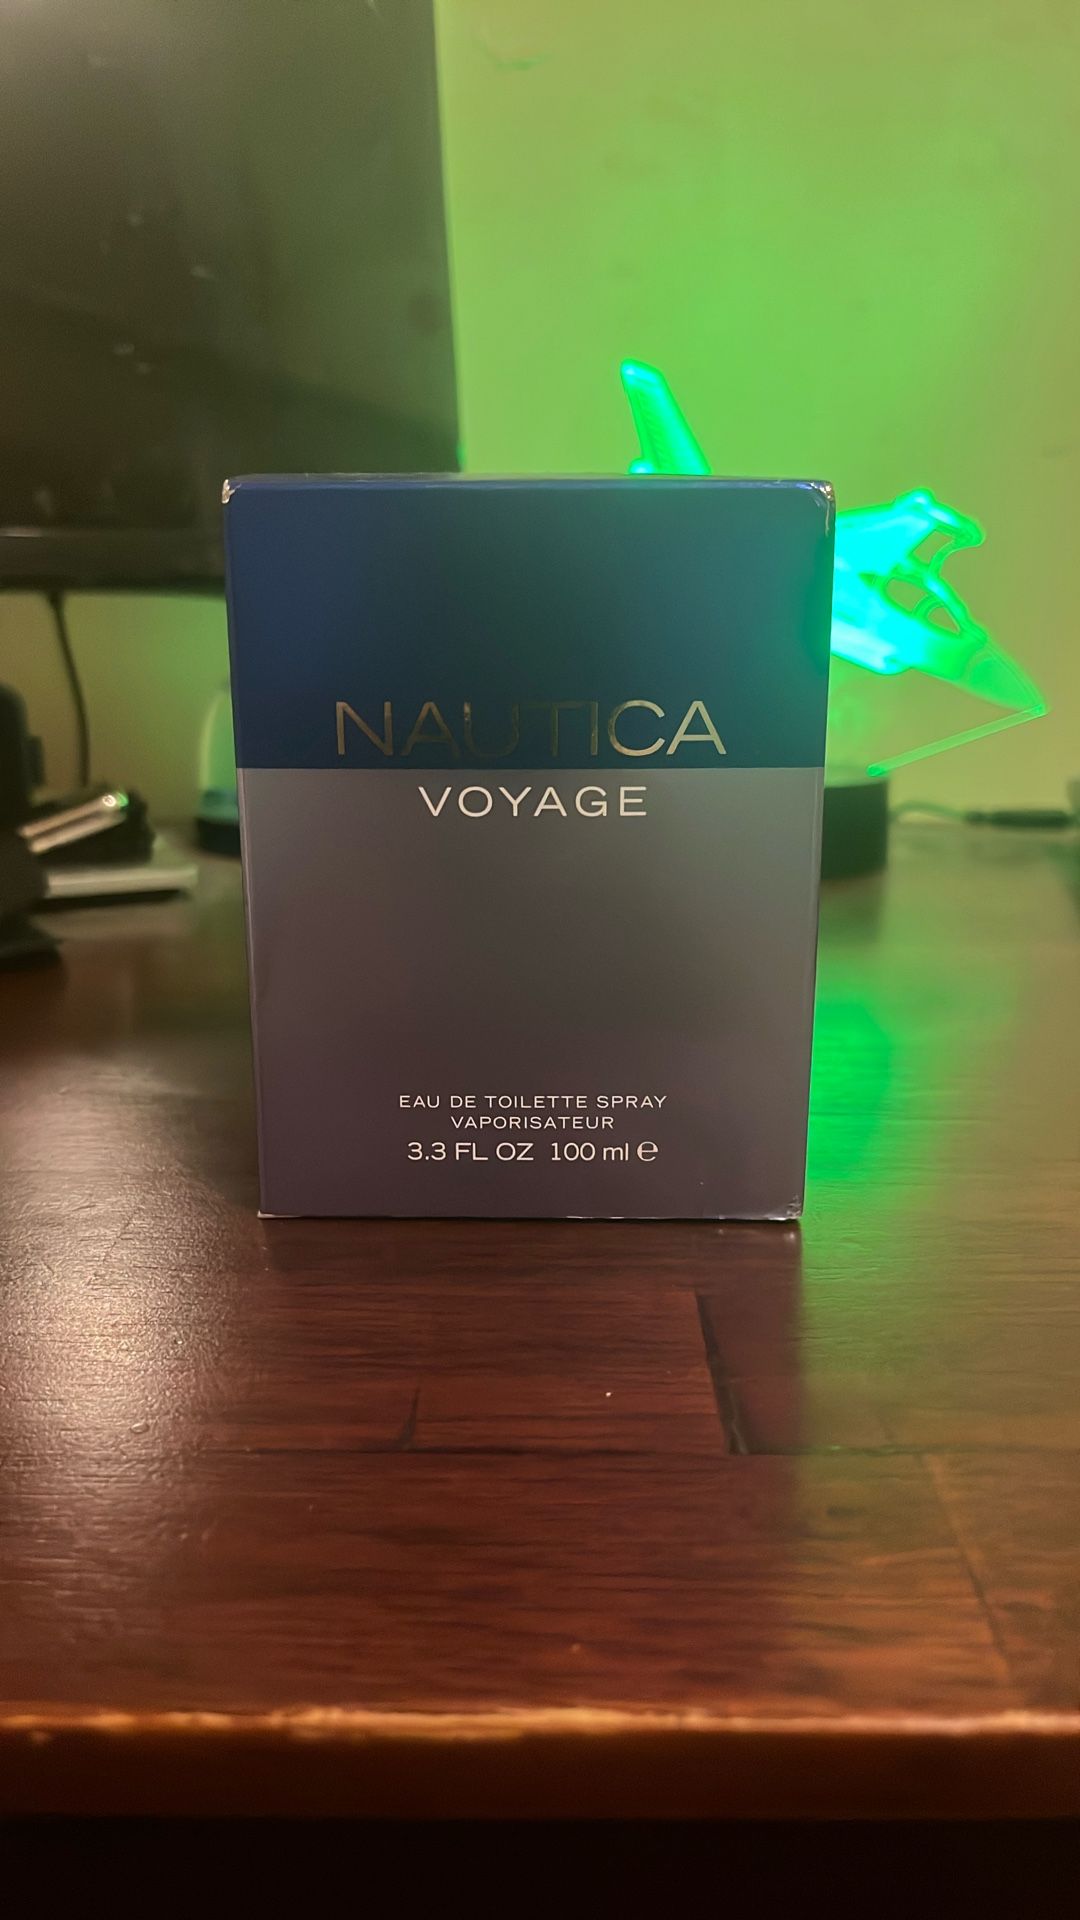 NAUTICA
VOYAGE
EAU DE TOILETTE SPRAY
VAPORISATEUR
3.3 FL OZ 100 ml ℮